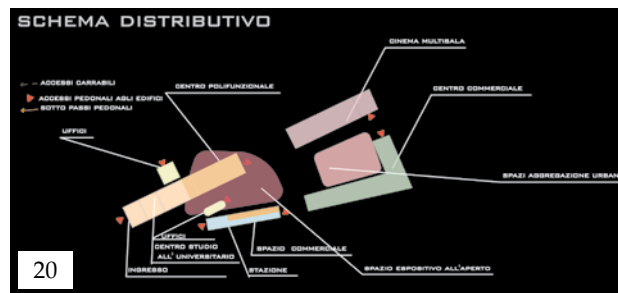 SCHEMA DISTRIBUTIVO
CINEMA MULTISALA
ACCESSI CARRABILI
CENTRO POLIFUNZIONALE
CENTRO COMMERCIALE
ACCESSI PEDONALI AGLI EDIFICI
SOTTO PASSI PEDONALI
UFFICI
SPAZI AGGREGAZIONE URBAN
UFFICI
CENTRO STUDIO
SPAZIO COMMERCIALE
ALL' UNIVERSITARIO
INGRESSO
STAZIONE
SPAZIO ESPOSITIVO ALL'APERTO
20